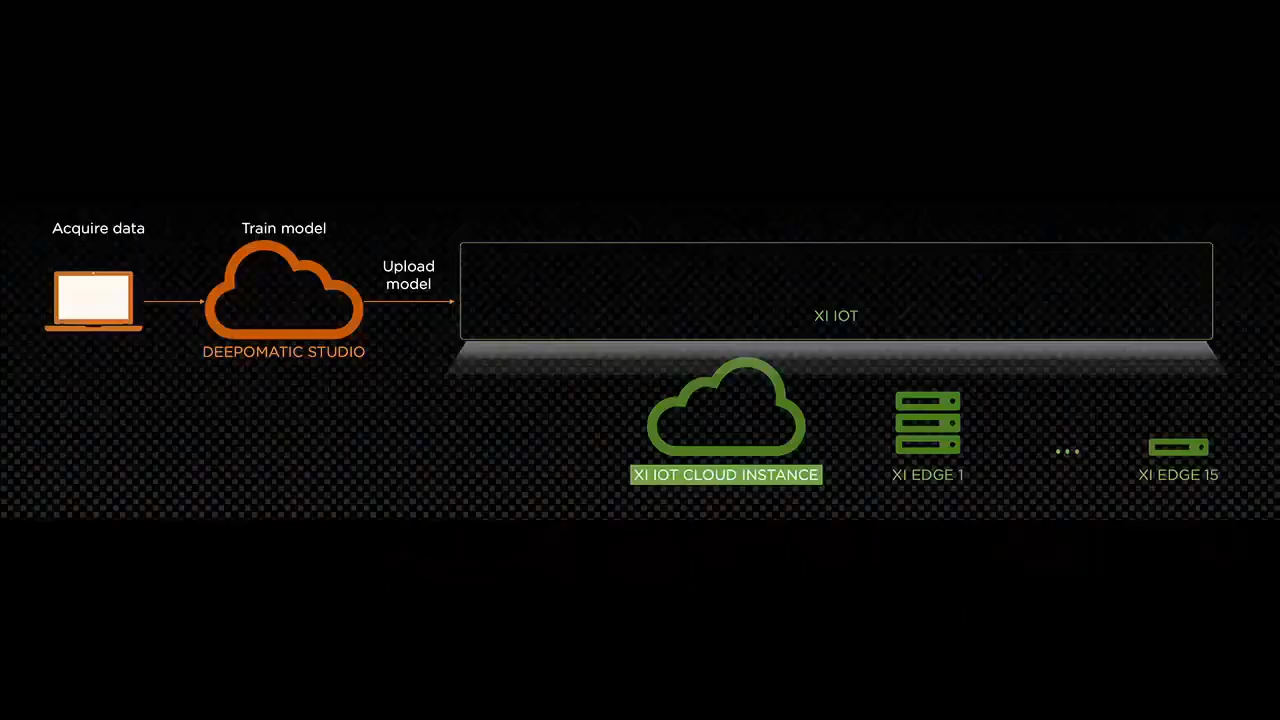 Acquire data
Train model
Upload
model
DEEPOMATIC STUDIO
XI IOT
XI IOT CLOUD INSTANCE
XI EDGE 1
...
XI EDGE 15